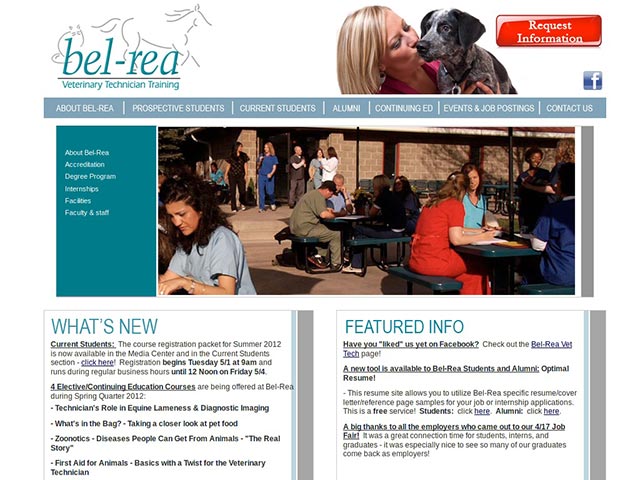 bel-rea
Veterinary Technician Training
Request
Information
f
ABOUT BEL-REA
PROSPECTIVE STUDENTS
CURRENT STUDENTS
ALUMNI
CONTINUING ED
EVENTS & JOB POSTINGS
CONTACT US
About Bel-Rea
Accreditation
Degree Program
Internships
Facilities
Faculty & staff
WHAT'S NEW
Current Students:  The course registration packet for Summer 2012
is now available in the Media Center and in the Current Students
section - click here!  Registration begins Tuesday 5/1 at 9am and
runs during regular business hours until 12 Noon on Friday 5/4.
4 Elective/Continuing Education Courses are being offered at Bel-Rea
during Spring Quarter 2012:
- Technician's Role in Equine Lameness & Diagnostic Imaging
- What's in the Bag? - Taking a closer look at pet food
- Zoonotics - Diseases People Can Get From Animals - "The Real
Story"
- First Aid for Animals - Basics with a Twist for the Veterinary
Technician
FEATURED INFO
Have you "liked" us yet on Facebook?  Check out the Bel-Rea Vet
Tech page!
A new tool is available to Bel-Rea Students and Alumni: Optimal
Resume!
- This resume site allows you to utilize Bel-Rea specific resume/cover
letter/reference page samples for your job or internship applications.
This is a free service!  Students:  click here.  Alumni:  click here.
A big thanks to all the employers who came out to our 4/17 Job
Fair!  It was a great connection time for students, interns, and
graduates - it was especially nice to see so many of our graduates
come back as employers!